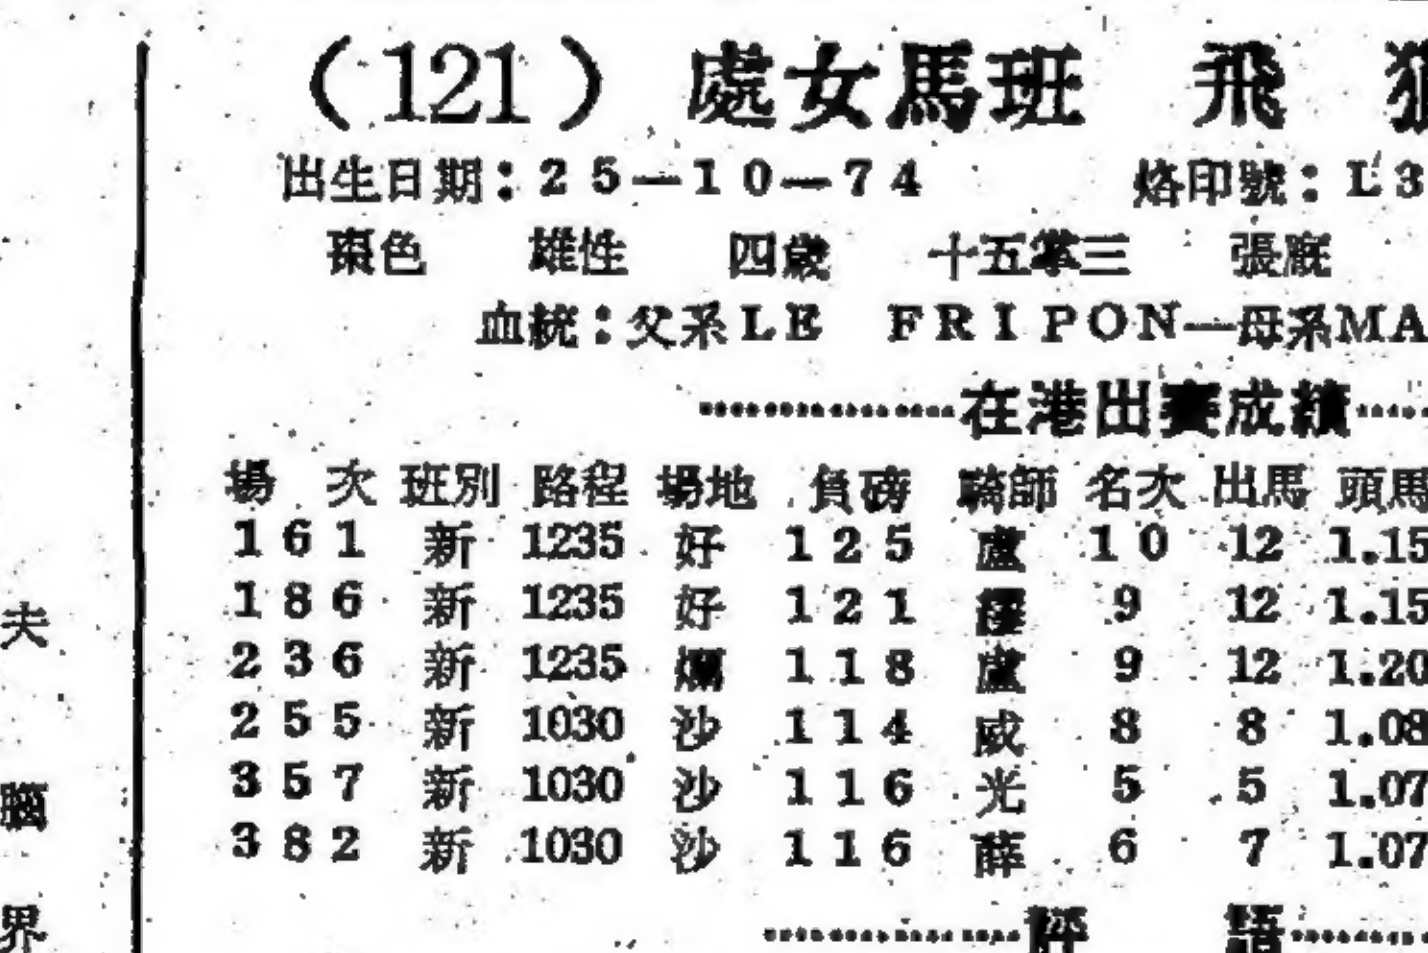 （121） 處女馬班 飛
出生日期：25—10—74 烙印號：L3
棗色 雄性 四歲 十五掌三 張廐
血統：父系LE FRIPON—母系MA
在港出賽成績
場次 班別 路程 場地 負磅 騎師 名次 出馬 頭馬
161 新 1235 好 125 盧 10 12 1.15
186 新 1235 好 121 9 12 1.15
236 新 1235 爛 118 盧 9 12 1.20
255 新 1030 沙 114 威 8 8 1.08
357 新 1030 沙 116 光 5 5 1.07
382 新 1030 沙 116 薛 6 7 1.07
評語
夫
腦
界